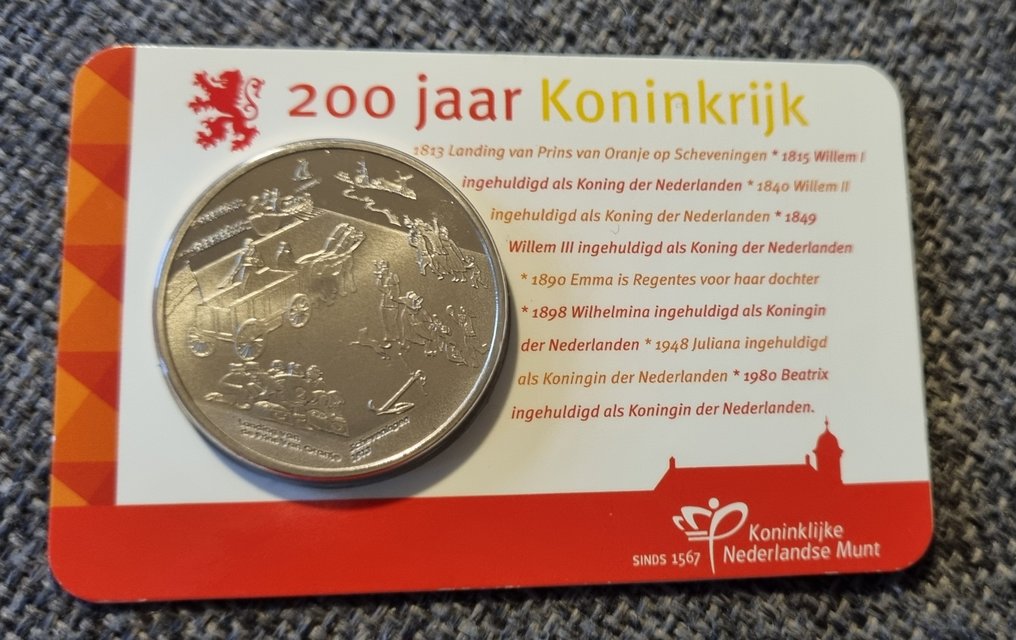 200 jaar Koninkrijk
1813 Landing van Prins van Oranje op Scheveningen * 1815 Willem I
ingehuldigd als Koning der Nederlanden * 1840 Willem II
ingehuldigd als Koning der Nederlanden * 1849
Willem III ingehuldigd als Koning der Nederlanden
* 1890 Emma is Regentes voor haar dochter
* 1898 Wilhelmina ingehuldigd als Koningin
der Nederlanden * 1948 Juliana ingehuldigd
als Koningin der Nederlanden * 1980 Beatrix
ingehuldigd als Koningin der Nederlanden.
SINDS 1567
Koninklijke
Nederlandse Munt